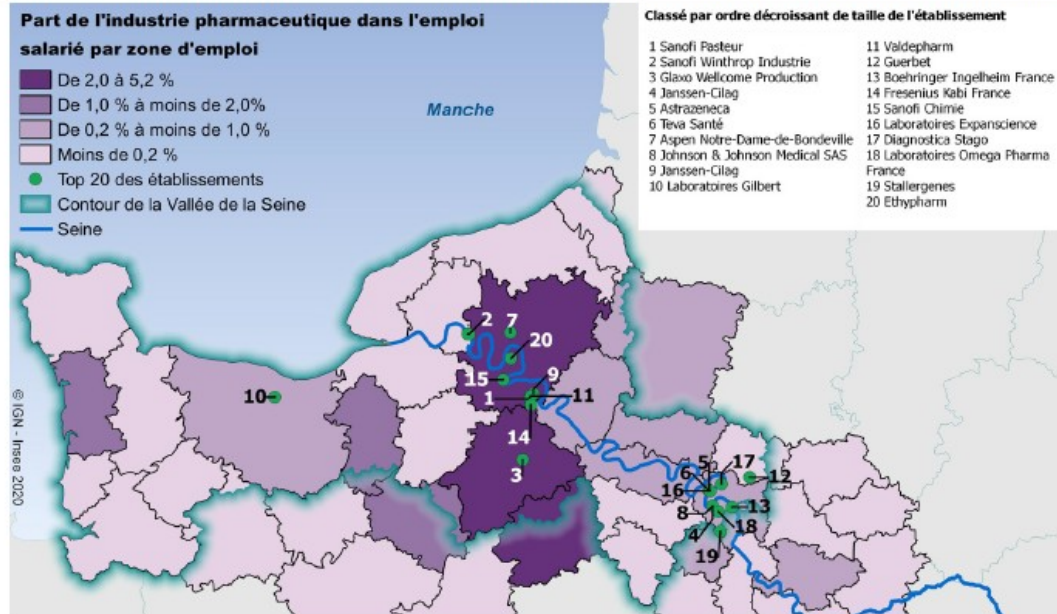 Part de l'industrie pharmaceutique dans l'emploi
salarié par zone d'emploi
De 2,0 à 5,2 %
De 1,0 % à moins de 2,0%
De 0,2 % à moins de 1,0 %
Moins de 0,2 %
Top 20 des établissements
Contour de la Vallée de la Seine
Seine
Manche
Classé par ordre décroissant de taille de l'établissement
1 Sanofi Pasteur
2 Sanofi Winthrop Industrie
3 Glaxo Wellcome Production
4 Janssen-Cilag
5 Astrazeneca
6 Teva Santé
7 Aspen Notre-Dame-de-Bondeville
8 Johnson & Johnson Medical SAS
9 Janssen-Cilag
10 Laboratoires Gilbert
11 Valdepharm
12 Guerbet
13 Boehringer Ingelheim France
14 Fresenius Kabi France
15 Sanofi Chimie
16 Laboratoires Expanscience
17 Diagnostica Stago
18 Laboratoires Omega Pharma
France
19 Stallergenes
20 Ethypharm
2
7
20
15
9
10
1
11
14
3
5
17
6
12
16
13
8
18
4
19
© IGN - Insee 2020